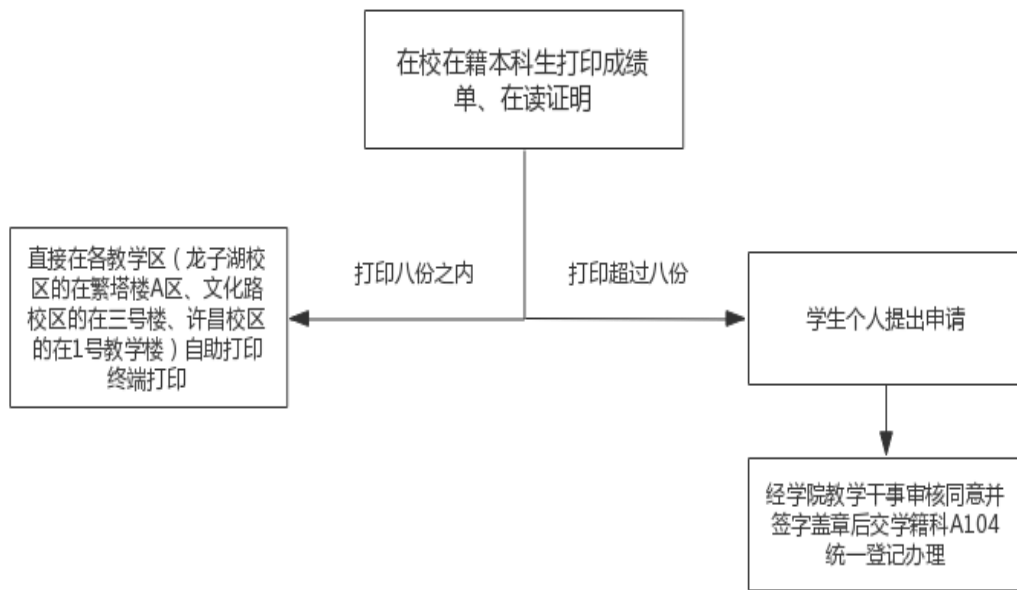 在校在籍本科生打印成绩
单、在读证明
直接在各教学区（龙子湖校
区的在繁塔楼A区、文化路
校区的在三号楼、许昌校区
的在1号教学楼）自助打印
终端打印
打印八份之内
打印超过八份
学生个人提出申请
经学院教学干事审核同意并
签字盖章后交学籍科A104
统一登记办理